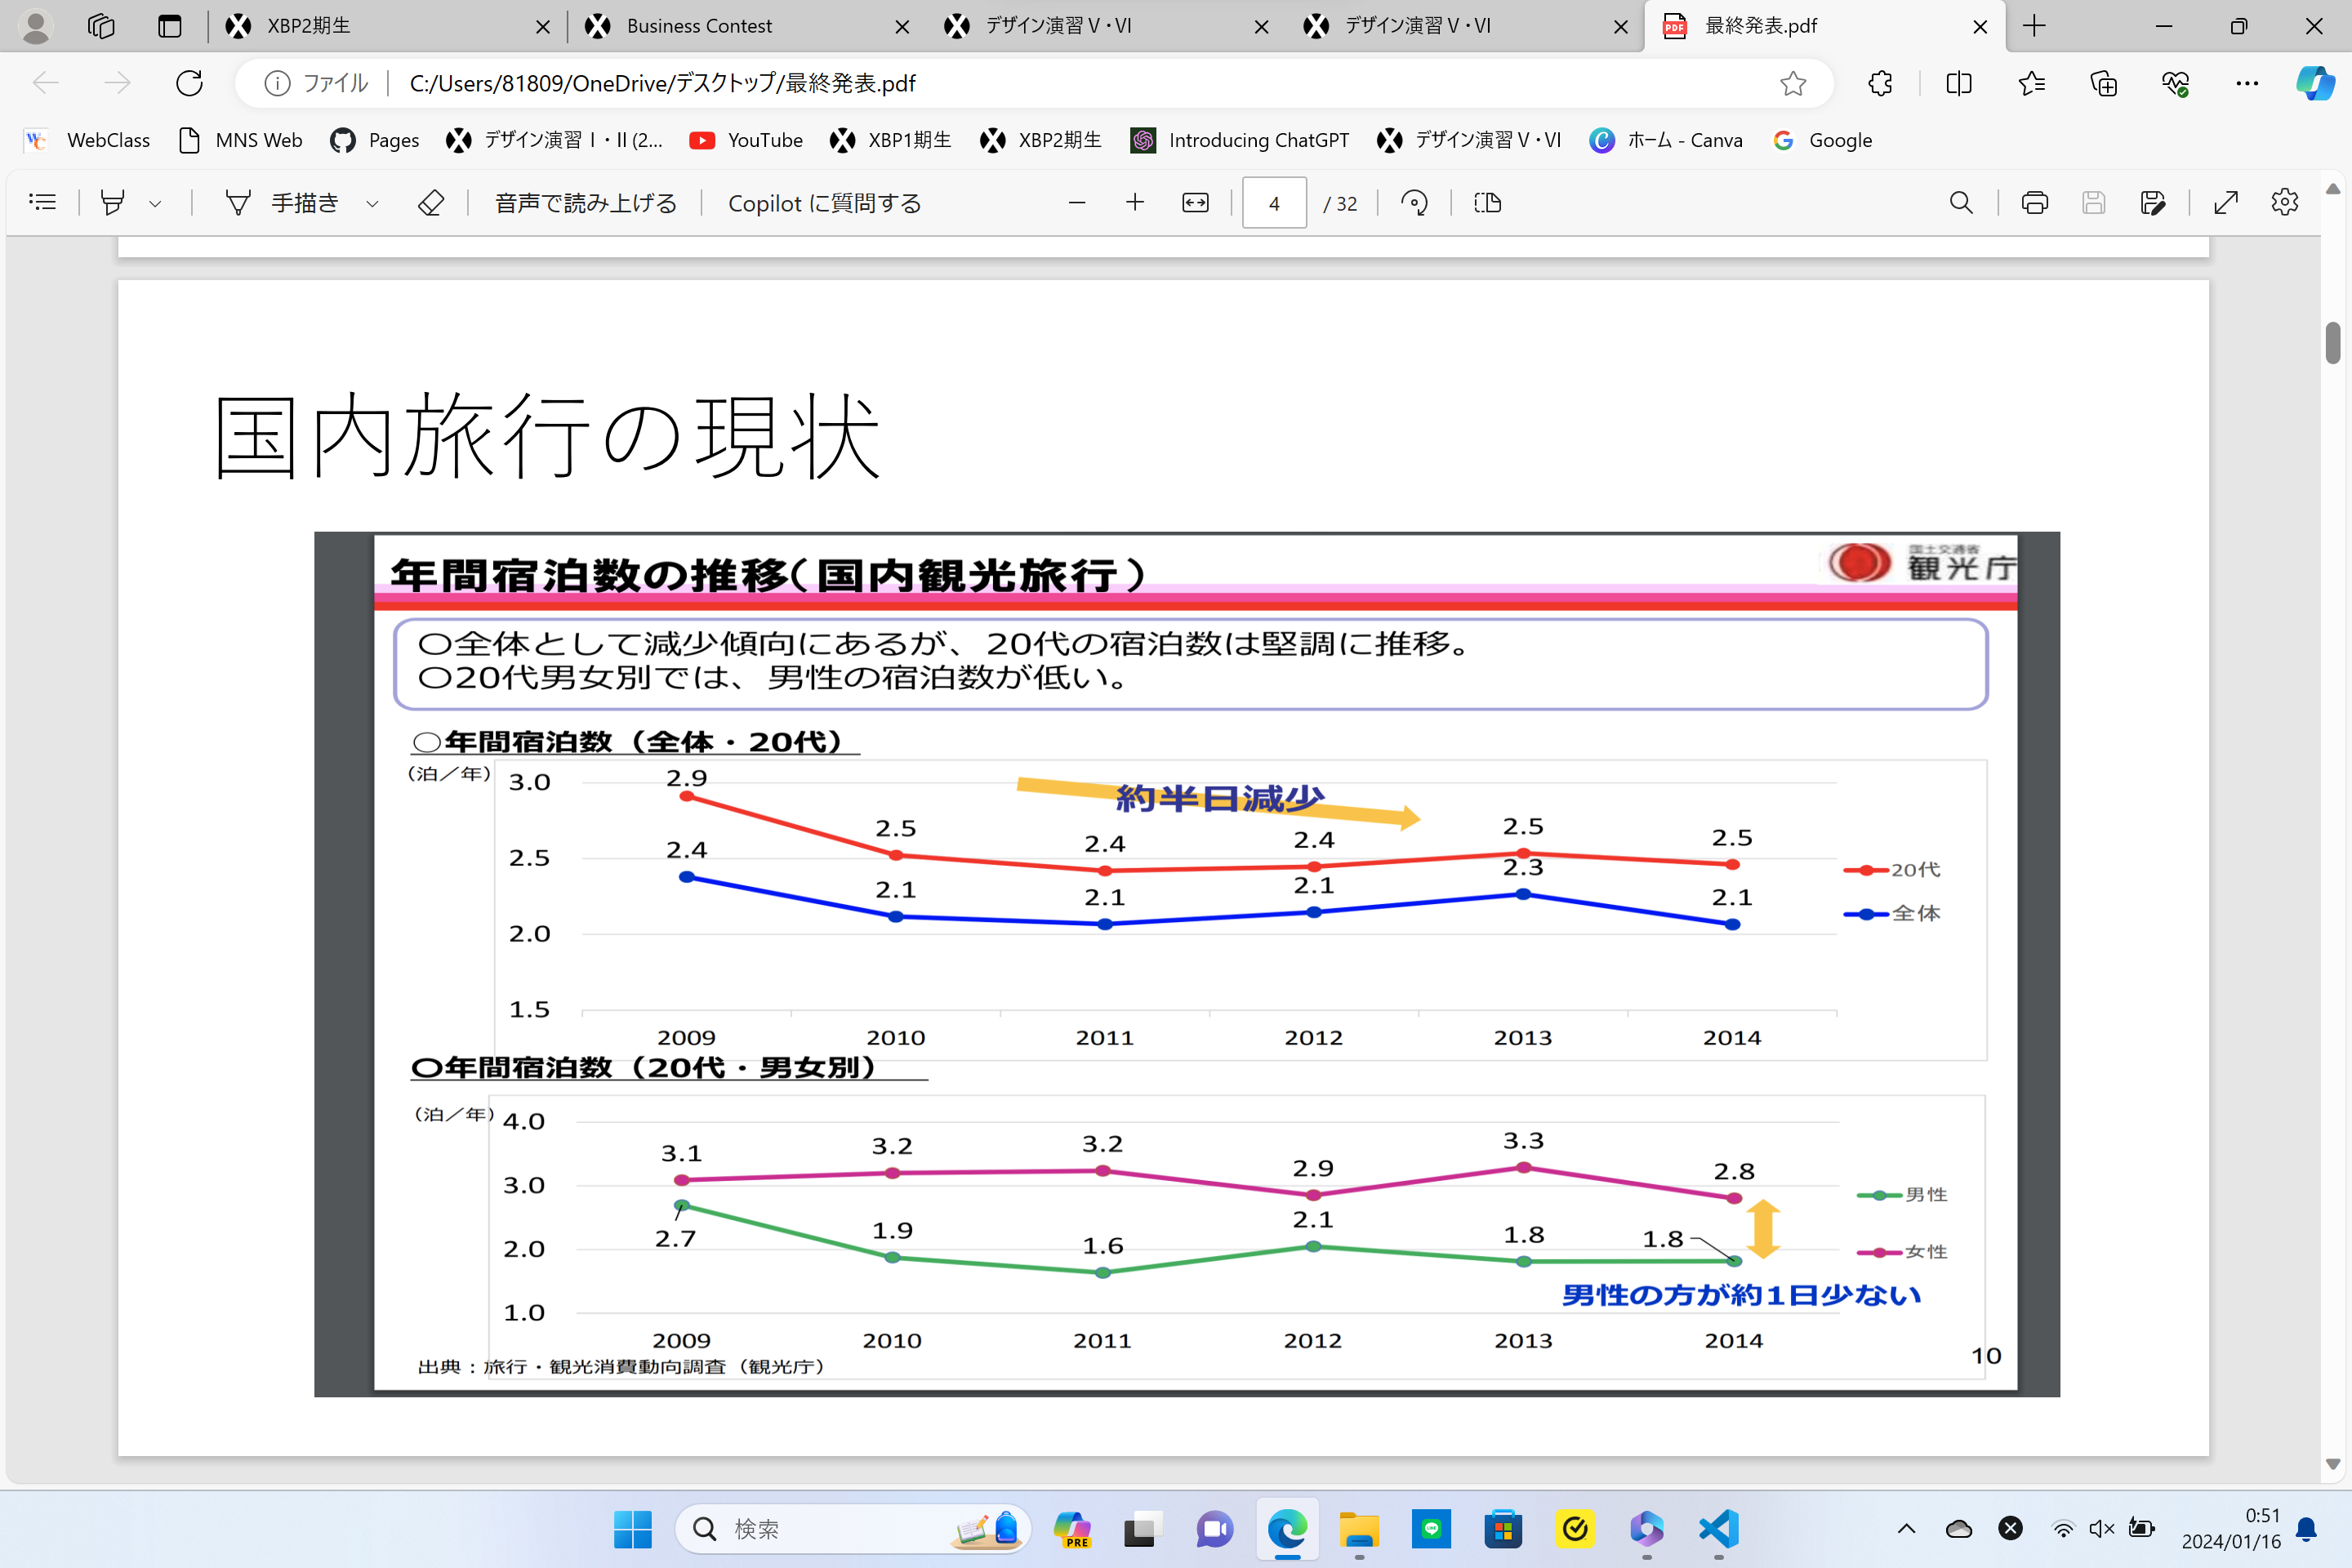 XBP2期生
Business Contest
デザイン演習Ⅴ・Ⅵ
デザイン演習Ⅴ・Ⅵ
最終発表.pdf
ファイル
C:/Users/81809/OneDrive/デスクトップ/最終発表.pdf
WebClass
MNS Web
Pages
デザイン演習Ⅰ・Ⅱ(2...
YouTube
XBP1期生
XBP2期生
Introducing ChatGPT
デザイン演習Ⅴ・Ⅵ
ホーム - Canva
Google
手描き
音声で読み上げる
Copilot に質問する
4
/ 32
国内旅行の現状
年間宿泊数の推移(国内観光旅行)
国土交通省
観光庁
〇全体として減少傾向にあるが、20代の宿泊数は堅調に推移。
〇20代男女別では、男性の宿泊数が低い。
〇年間宿泊数（全体・20代）
（泊／年）
3.0
2.5
2.0
1.5
約半日減少
2.9 2.5 2.4 2.4 2.5 2.5
2.4 2.1 2.1 2.1 2.3 2.1
20代
全体
2009 2010 2011 2012 2013 2014
〇年間宿泊数（20代・男女別）
（泊／年）
4.0
3.0
2.0
1.0
3.1 3.2 3.2 2.9 3.3 2.8
2.7 1.9 1.6 2.1 1.8 1.8
男性
女性
男性の方が約1日少ない
2009 2010 2011 2012 2013 2014
出典：旅行・観光消費動向調査（観光庁）
10
検索
PRE
0:51
2024/01/16